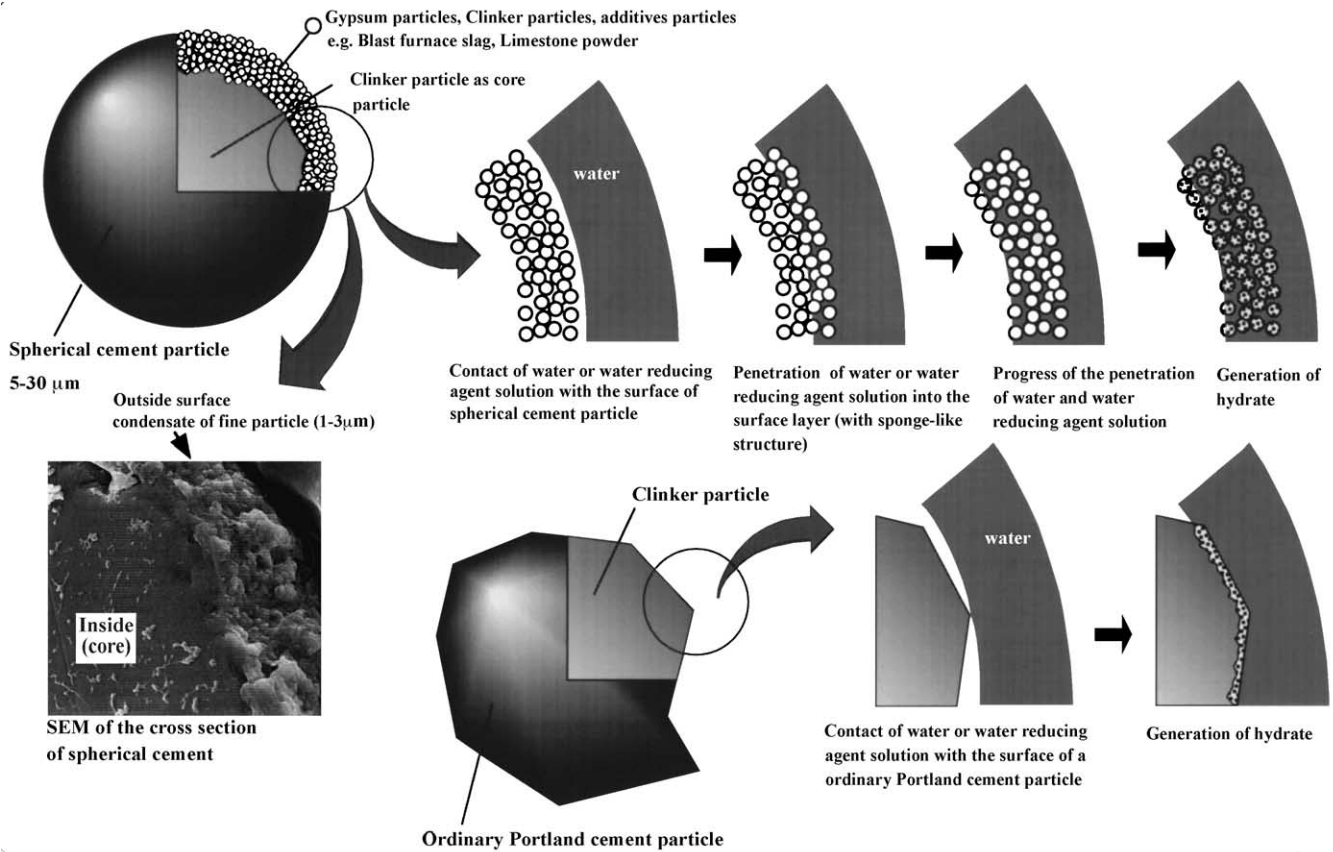 Gypsum particles, Clinker particles, additives particles
e.g. Blast furnace slag, Limestone powder
Clinker particle as core
particle
water
Spherical cement particle
5-30 μm
Contact of water or water reducing
agent solution with the surface of
spherical cement particle
Penetration of water or water
reducing agent solution into the
surface layer (with sponge-like
structure)
Progress of the penetration
of water and water
reducing agent solution
Generation of
hydrate
Outside surface
condensate of fine particle (1-3μm)
Inside
(core)
SEM of the cross section
of spherical cement
Clinker particle
water
Ordinary Portland cement particle
Contact of water or water reducing
agent solution with the surface of a
ordinary Portland cement particle
Generation of hydrate